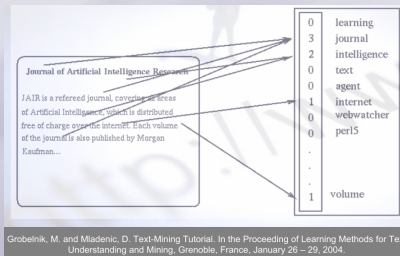 Journal of Artificial Intelligence Research
JAIR is a refereed journal, covering all areas
of Artificial Intelligence, which is distributed
free of charge over the internet. Each volume
of the journal is also published by Morgan
Kaufman...
0 learning
3 journal
2 intelligence
0 text
0 agent
1 internet
0 webwatcher
0 perl5
.
.
.
1 volume
Grobelnik, M. and Mladenic, D. Text-Mining Tutorial. In the Proceeding of Learning Methods for Te
Understanding and Mining, Grenoble, France, January 26 – 29, 2004.